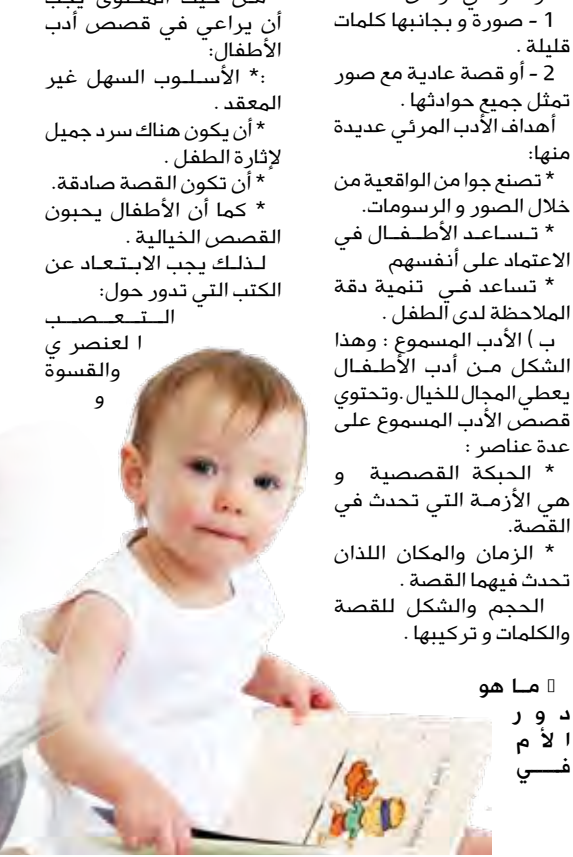 1 - صورة و بجانبها كلمات
قليلة .
2 - أو قصة عادية مع صور
تمثل جميع حوادثها .
أهداف الأدب المرئي عديدة
منها:
* تصنع جوا من الواقعية من
خلال الصور و الرسومات.
* تساعد الأطفال في
الاعتماد على أنفسهم
* تساعد في تنمية دقة
الملاحظة لدى الطفل .
ب ) الأدب المسموع : وهذا
الشكل من أدب الأطفال
يعطي المجال للخيال .وتحتوي
قصص الأدب المسموع على
عدة عناصر :
* الحبكة القصصية و
هي الأزمة التي تحدث في
القصة.
* الزمان والمكان اللذان
تحدث فيهما القصة .
الحجم والشكل للقصة
والكلمات و تركيبها .
ما هو
دور
الأم
في
من حيث المحتوى يجب
أن يراعي في قصص أدب
الأطفال:
:* الأسلوب السهل غير
المعقد .
* أن يكون هناك سرد جميل
لإثارة الطفل .
* أن تكون القصة صادقة.
* كما أن الأطفال يحبون
القصص الخيالية .
لذلك يجب الابتعاد عن
الكتب التي تدور حول:
التعصب
العنصري
والقسوة
و